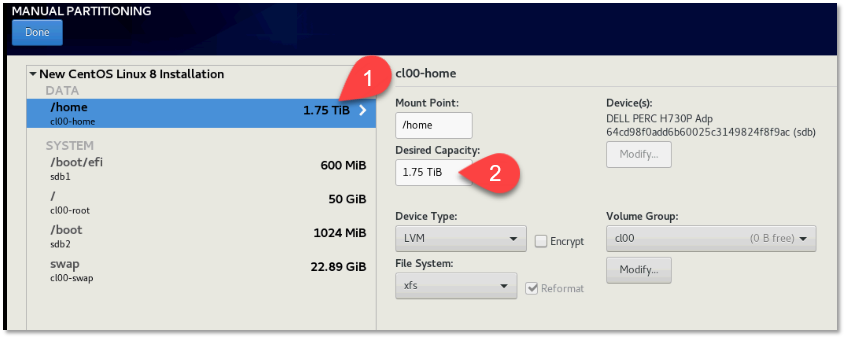 MANUAL PARTITIONING
Done
New CentOS Linux 8 Installation
DATA
/home
1.75 TiB
cl00-home
SYSTEM
/boot/efi
600 MiB
sdb1
/
50 GiB
cl00-root
/boot
1024 MiB
sdb2
swap
22.89 GiB
cl00-swap
1
cl00-home
Mount Point:
/home
Desired Capacity:
1.75 TiB
2
Device(s):
DELL PERC H730P Adp
64cd98f0add6b60025c3149824f8f9ac (sdb)
Modify...
Device Type:
LVM
Encrypt
Volume Group:
cl00 (0 B free)
File System:
xfs
Reformat
Modify...